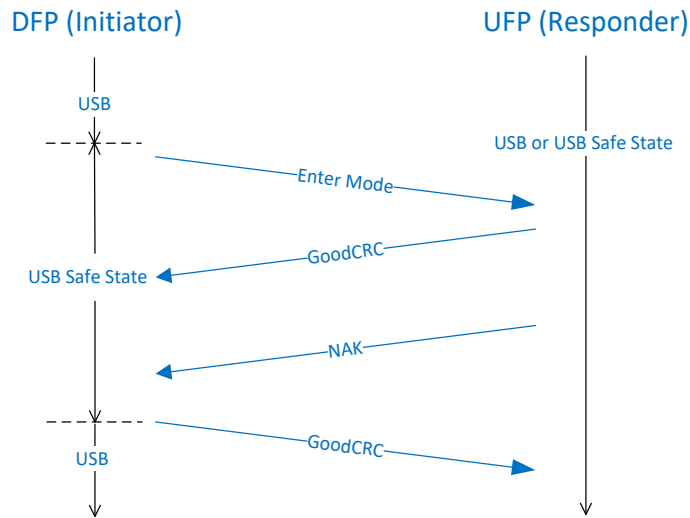 DFP (Initiator)
UFP (Responder)
USB
USB or USB Safe State
Enter Mode
GoodCRC
USB Safe State
NAK
GoodCRC
USB